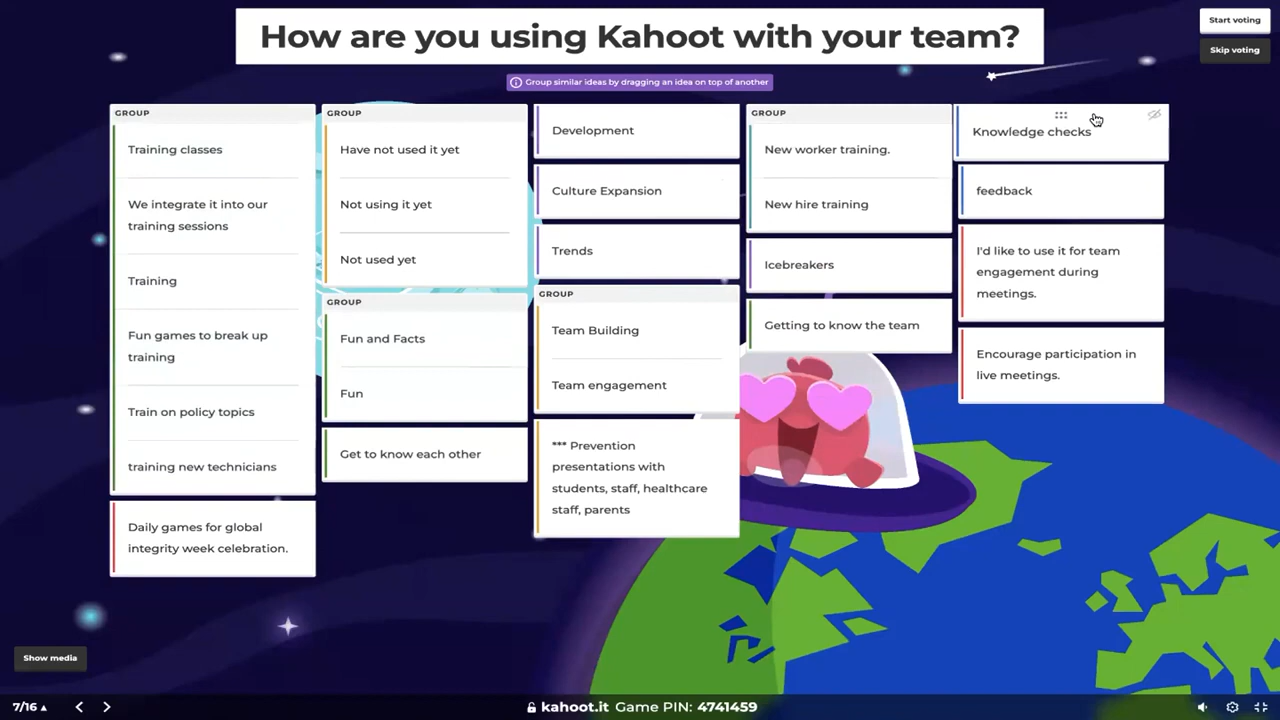 How are you using Kahoot with your team?
Start voting
Skip voting
Group similar ideas by dragging an idea on top of another
GROUP
Training classes
We integrate it into our
training sessions
Training
Fun games to break up
training
Train on policy topics
training new technicians
Daily games for global
integrity week celebration.
GROUP
Have not used it yet
Not using it yet
Not used yet
GROUP
Fun and Facts
Fun
Get to know each other
Development
Culture Expansion
Trends
GROUP
Team Building
Team engagement
*** Prevention
presentations with
students, staff, healthcare
staff, parents
GROUP
New worker training.
New hire training
Icebreakers
Getting to know the team
Knowledge checks
feedback
I'd like to use it for team
engagement during
meetings.
Encourage participation in
live meetings.
Show media
7/16
kahoot.it Game PIN: 4741459